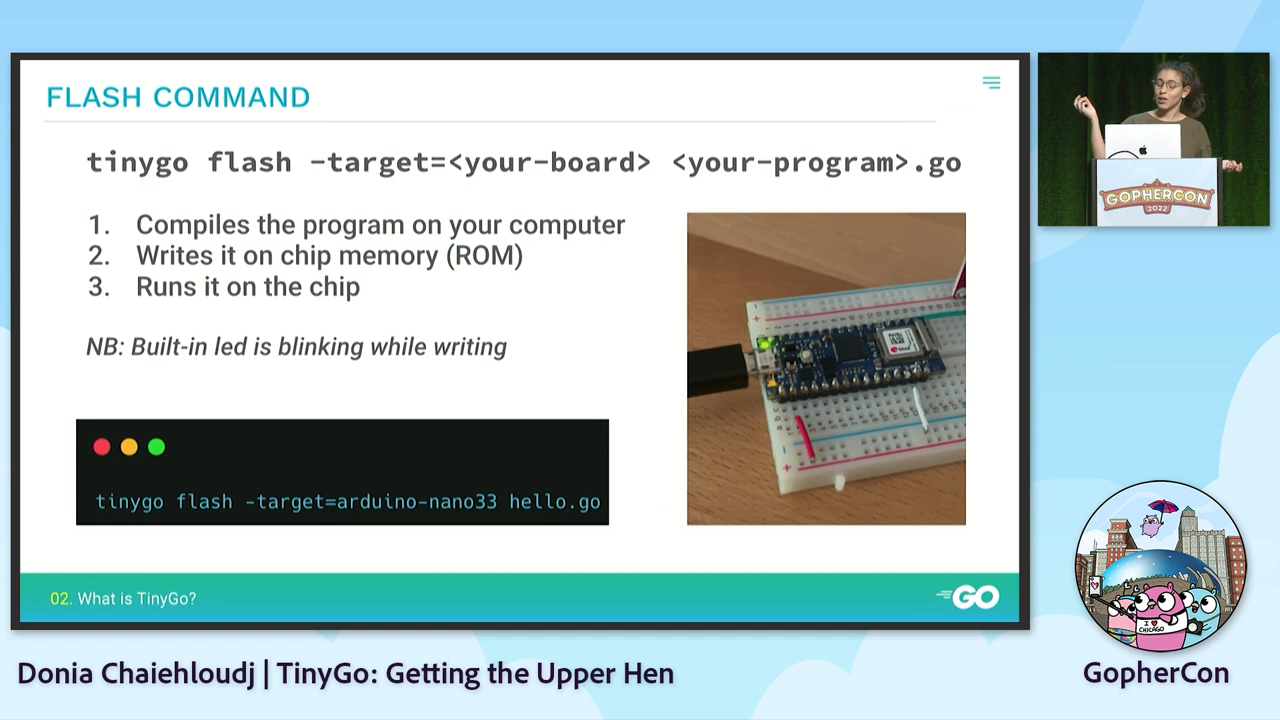 FLASH COMMAND
tinygo flash -target=<your-board> <your-program>.go
1. Compiles the program on your computer
2. Writes it on chip memory (ROM)
3. Runs it on the chip
NB: Built-in led is blinking while writing
tinygo flash -target=arduino-nano33 hello.go
02. What is TinyGo?
GO
GOPHERCON
2022
I ♥
CHICAGO
Donia Chaiehloudj | TinyGo: Getting the Upper Hen
GopherCon